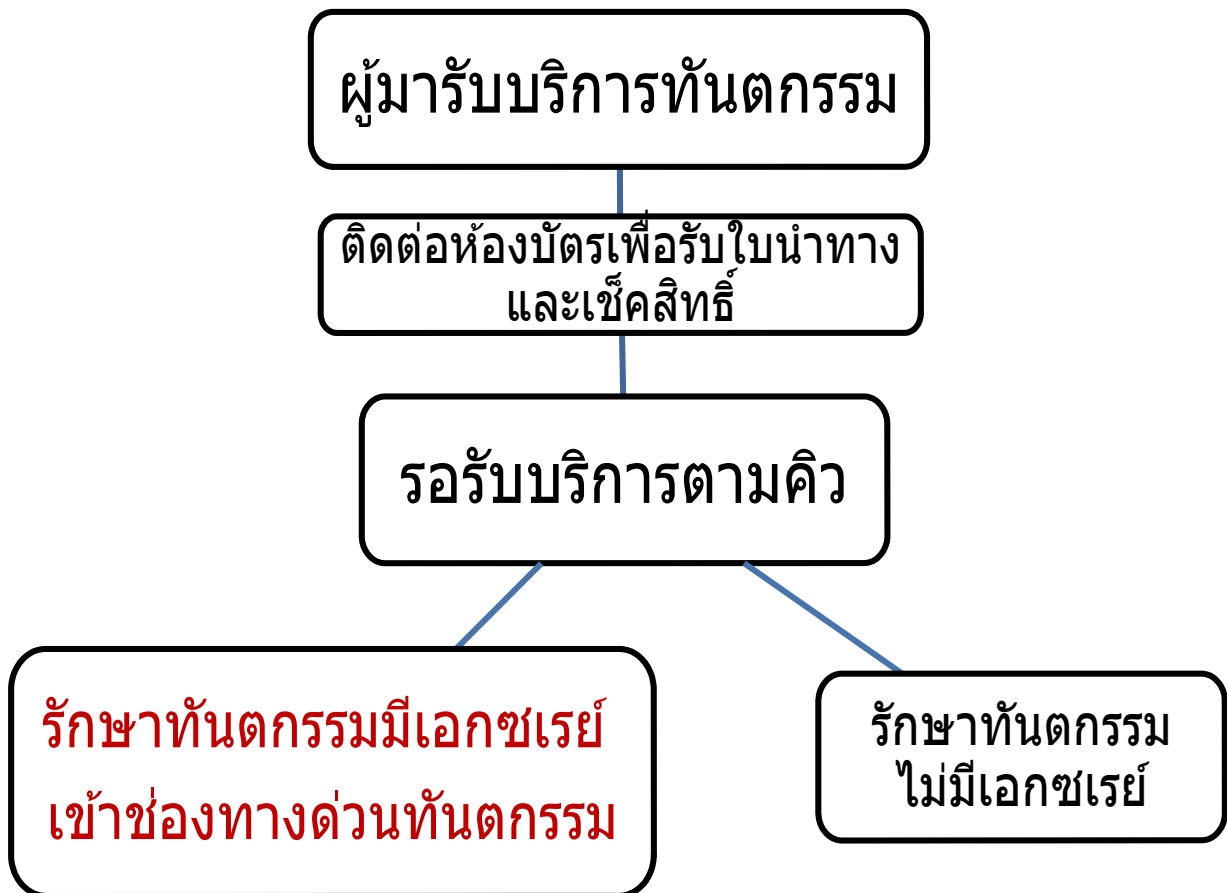 ผู้มารับบริการทันตกรรม
ติดต่อห้องบัตรเพื่อรับใบนำทาง
และเช็คสิทธิ์
รอรับบริการตามคิว
รักษาทันตกรรมมีเอกซเรย์
เข้าช่องทางด่วนทันตกรรม
รักษาทันตกรรม
ไม่มีเอกซเรย์